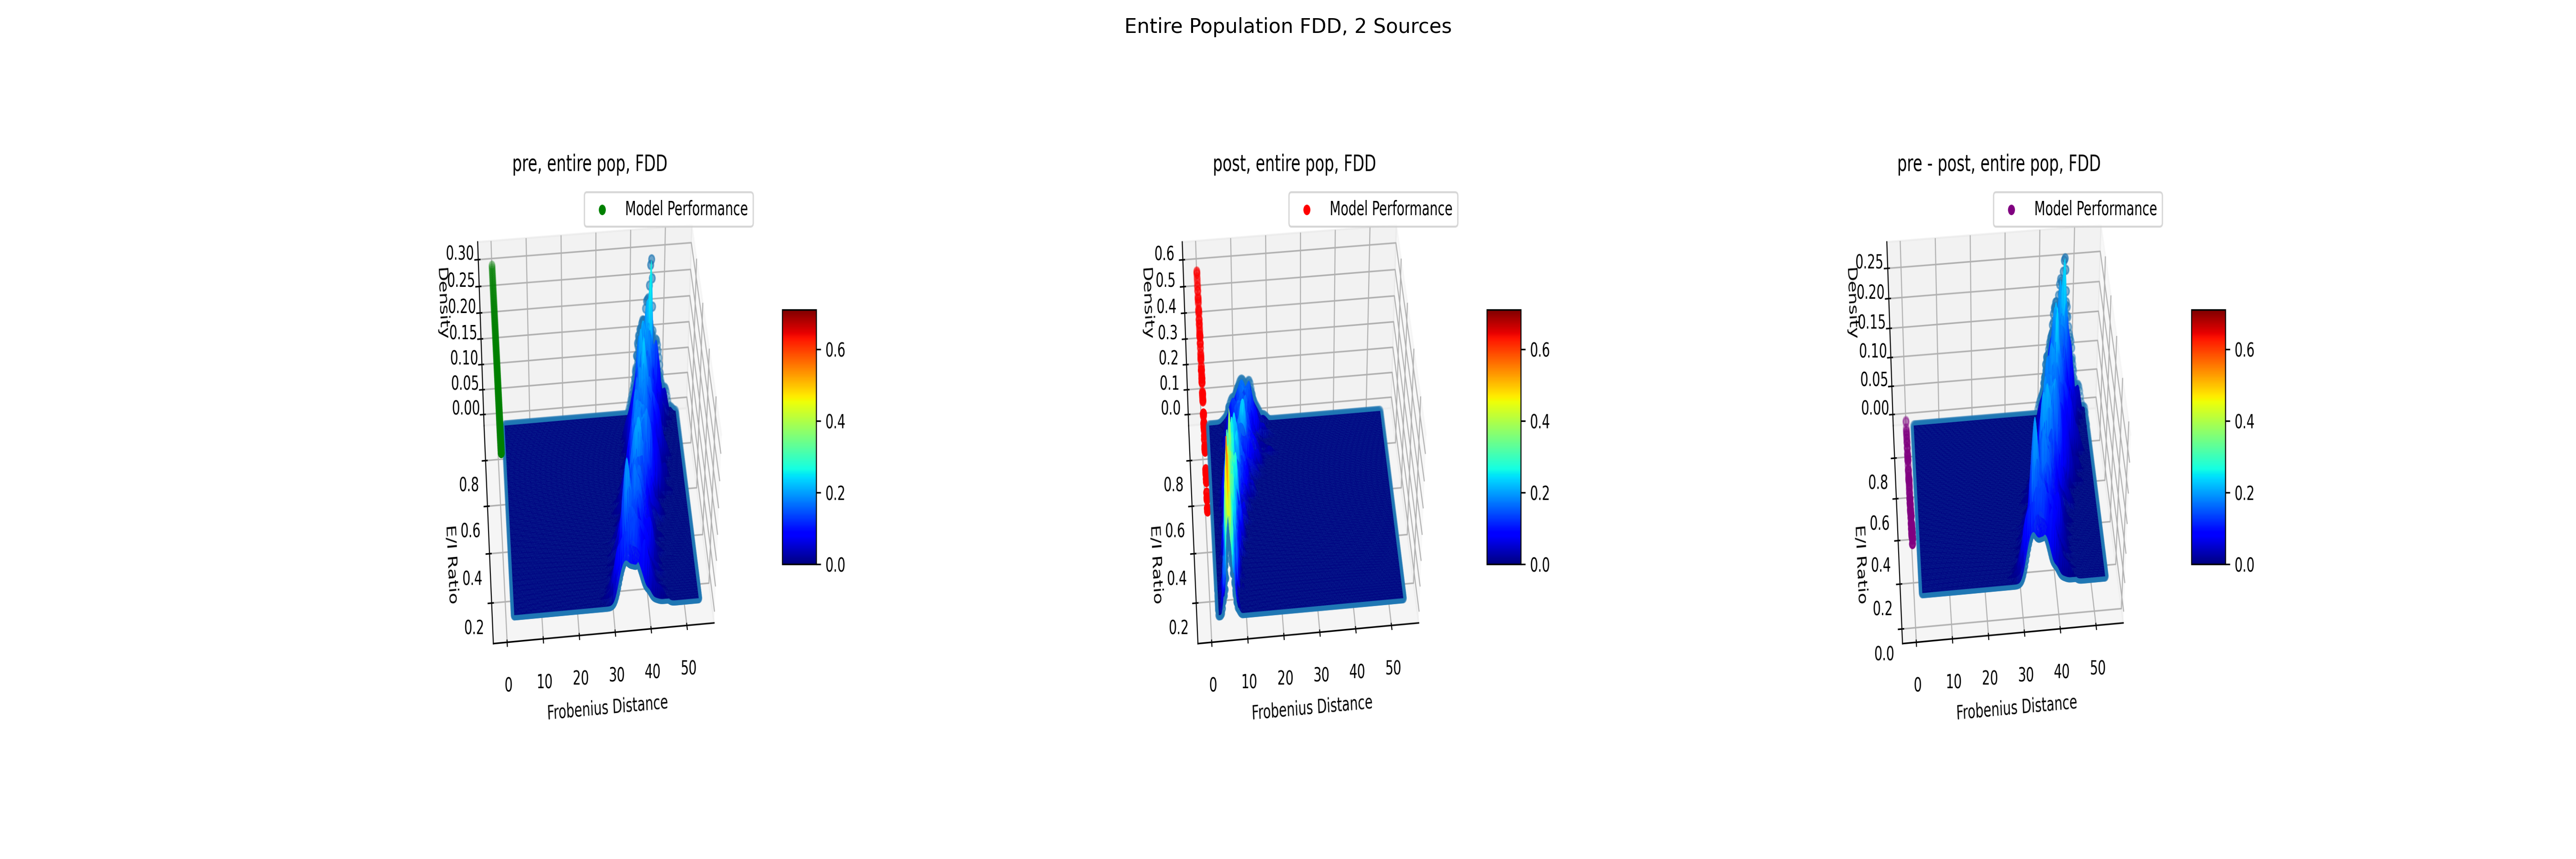 Entire Population FDD, 2 Sources
pre, entire pop, FDD
Model Performance
0.30
0.25
0.20
0.15
0.10
0.05
0.00
Density
0.8
0.6
0.4
0.2
E/I Ratio
0 10 20 30 40 50
Frobenius Distance
0.6
0.4
0.2
0.0
post, entire pop, FDD
Model Performance
0.6
0.5
0.4
0.3
0.2
0.1
0.0
Density
0.8
0.6
0.4
0.2
E/I Ratio
0 10 20 30 40 50
Frobenius Distance
0.6
0.4
0.2
0.0
pre - post, entire pop, FDD
Model Performance
0.25
0.20
0.15
0.10
0.05
0.00
Density
0.8
0.6
0.4
0.2
0.0
E/I Ratio
0 10 20 30 40 50
Frobenius Distance
0.6
0.4
0.2
0.0